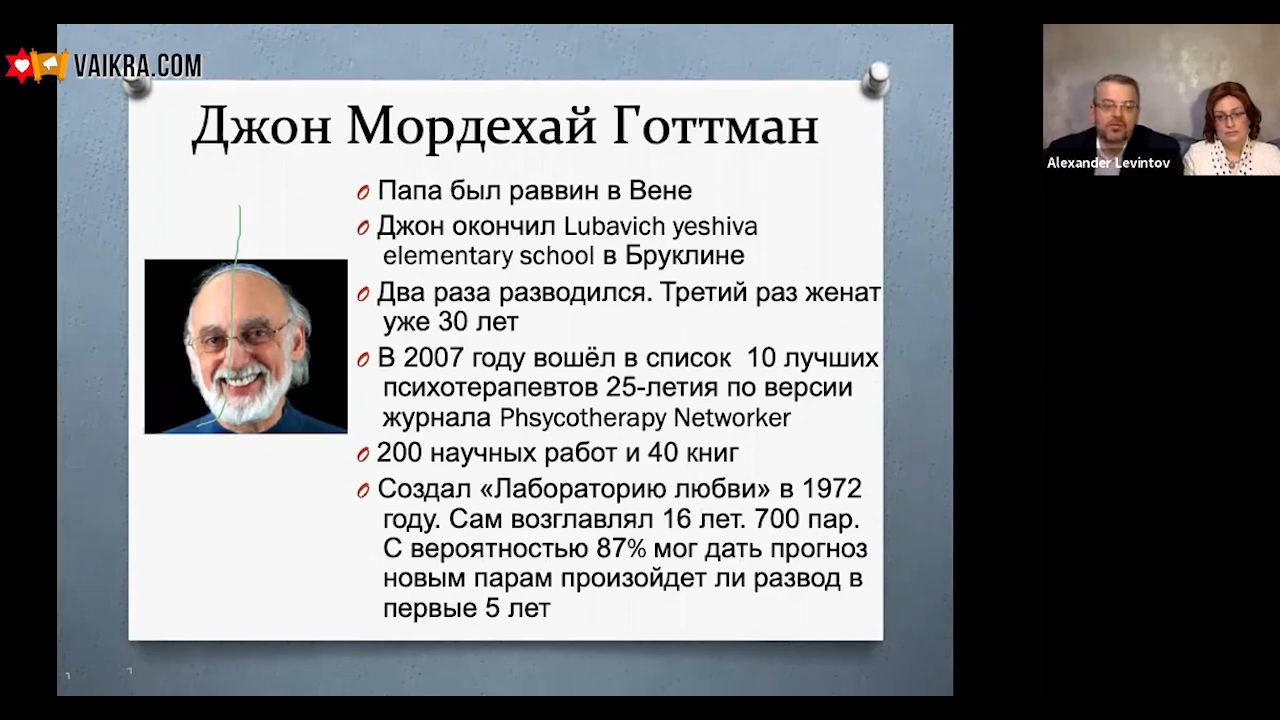 VAIKRA.COM
Джон Мордехай Готтман
Папа был раввин в Вене
Джон окончил Lubavich yeshiva
elementary school в Бруклине
Два раза разводился. Третий раз женат
уже 30 лет
В 2007 году вошёл в список 10 лучших
психотерапевтов 25-летия по версии
журнала Phsycotherapy Networker
200 научных работ и 40 книг
Создал «Лабораторию любви» в 1972
году. Сам возглавлял 16 лет. 700 пар.
С вероятностью 87% мог дать прогноз
новым парам произойдет ли развод в
первые 5 лет
Alexander Levintov